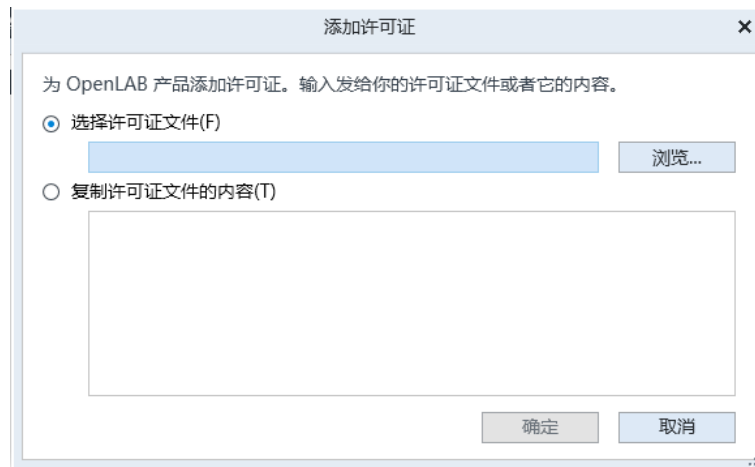 添加许可证
为 OpenLAB 产品添加许可证。输入发给你的许可证文件或者它的内容。
选择许可证文件(F)
浏览...
复制许可证文件的内容(T)
确定
取消